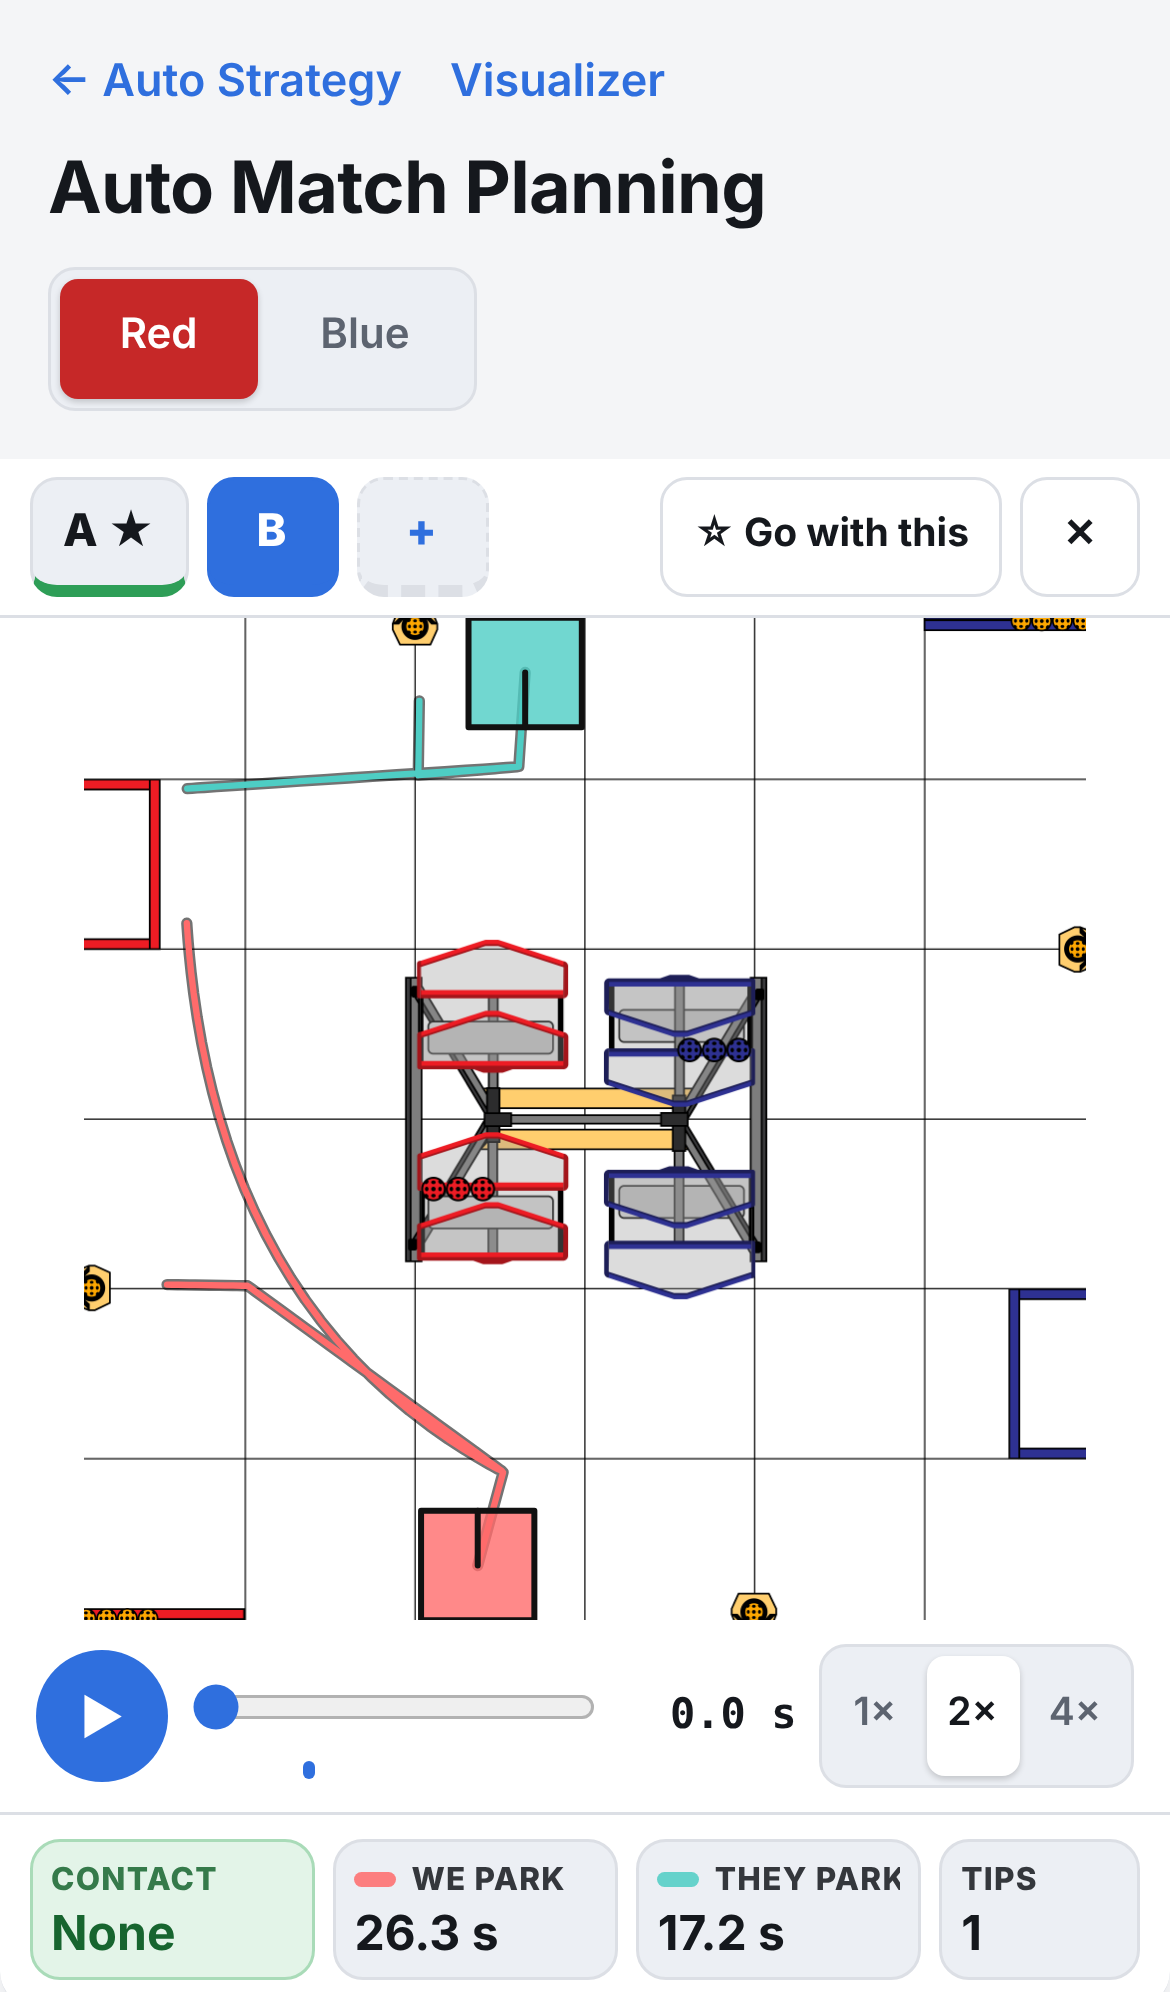 ← Auto Strategy Visualizer
Auto Match Planning
Red Blue
A ★ B + ☆ Go with this ×
0.0 s 1× 2× 4×
CONTACT WE PARK THEY PARK TIPS
None 26.3 s 17.2 s 1